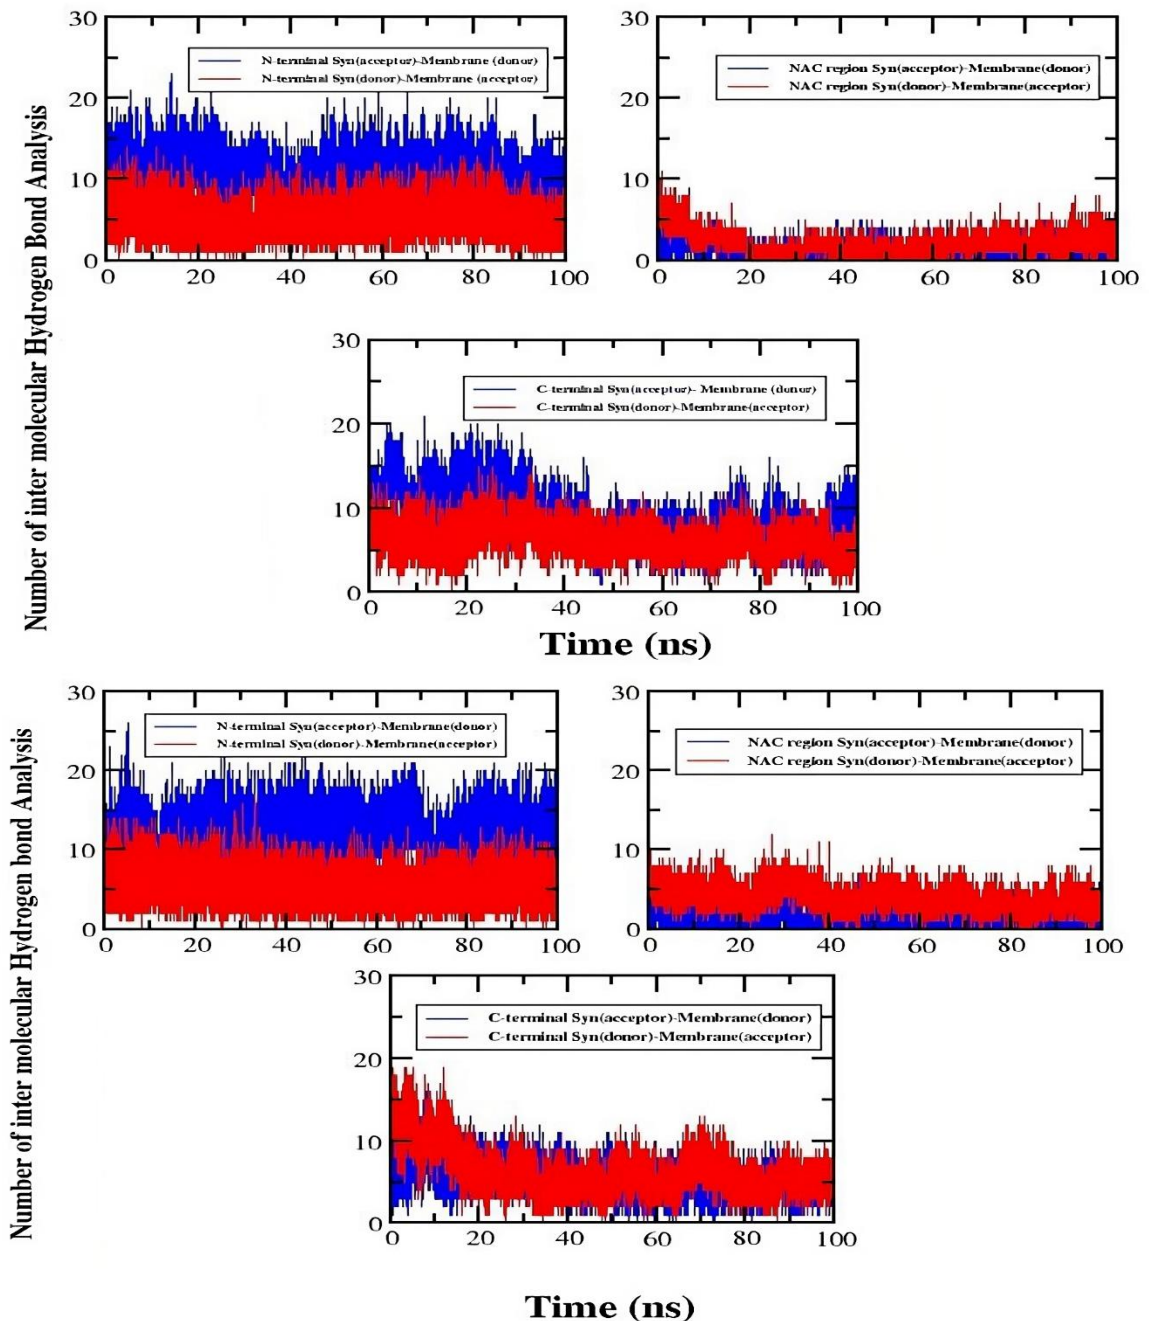 Number of inter molecular Hydrogen Bond Analysis
30
20
10
0
N-terminal Syn(acceptor)-Membrane (donor)
N-terminal Syn(donor)-Membrane (acceptor)
0 20 40 60 80 100
30
20
10
0
NAC region Syn(acceptor)-Membrane(donor)
NAC region Syn(donor)-Membrane(acceptor)
0 20 40 60 80 100
30
20
10
0
C-terminal Syn(acceptor)- Membrane (donor)
C-terminal Syn(donor)-Membrane(acceptor)
0 20 40 60 80 100
Time (ns)
Number of inter molecular Hydrogen bond Analysis
30
20
10
0
N-terminal Syn(acceptor)-Membrane(donor)
N-terminal Syn(donor)-Membrane(acceptor)
0 20 40 60 80 100
30
20
10
0
NAC region Syn(acceptor)-Membrane(donor)
NAC region Syn(donor)-Membrane(acceptor)
0 20 40 60 80 100
30
20
10
0
C-terminal Syn(acceptor)-Membrane(donor)
C-terminal Syn(donor)-Membrane(acceptor)
0 20 40 60 80 100
Time (ns)